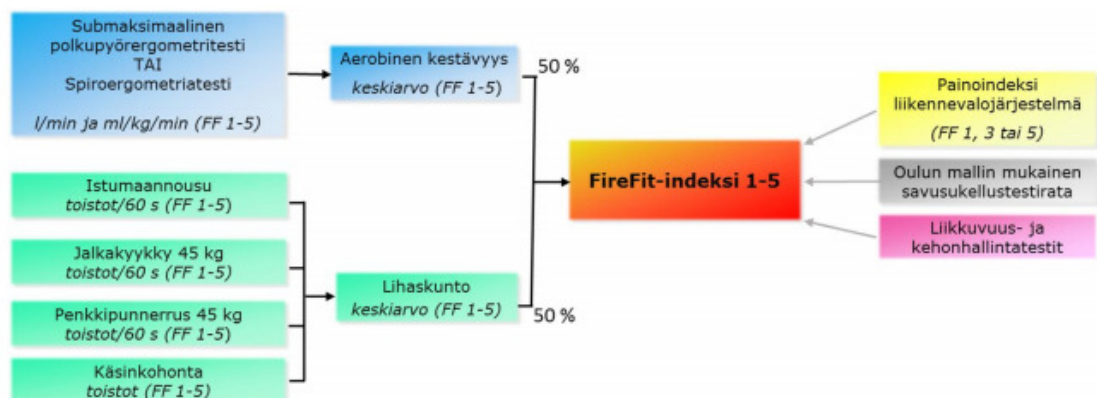 Submaksimaalinen
polkupyörergometritesti
TAI
Spiroergometriatesti
l/min ja ml/kg/min (FF 1-5)
Aerobinen kestävyys
keskiarvo (FF 1-5)
50 %
Istumaannousu
toistot/60 s (FF 1-5)
Jalkakyykky 45 kg
toistot/60 s (FF 1-5)
Penkkipunnerrus 45 kg
toistot/60 s (FF 1-5)
Käsinkohonta
toistot (FF 1-5)
Lihaskunto
keskiarvo (FF 1-5)
50 %
FireFit-indeksi 1-5
Painoindeksi
liikennevalojärjestelmä
(FF 1, 3 tai 5)
Oulun mallin mukainen
savusukellustestirata
Liikkuvuus- ja
kehonhallintatestit